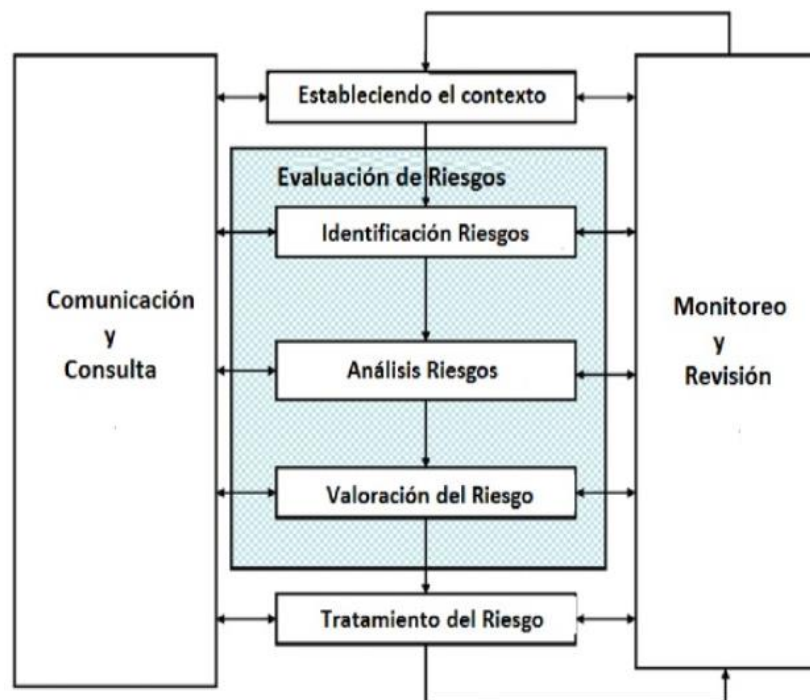 Estableciendo el contexto
Evaluación de Riesgos
Identificación Riesgos
Comunicación
y
Consulta
Análisis Riesgos
Monitoreo
y
Revisión
Valoración del Riesgo
Tratamiento del Riesgo